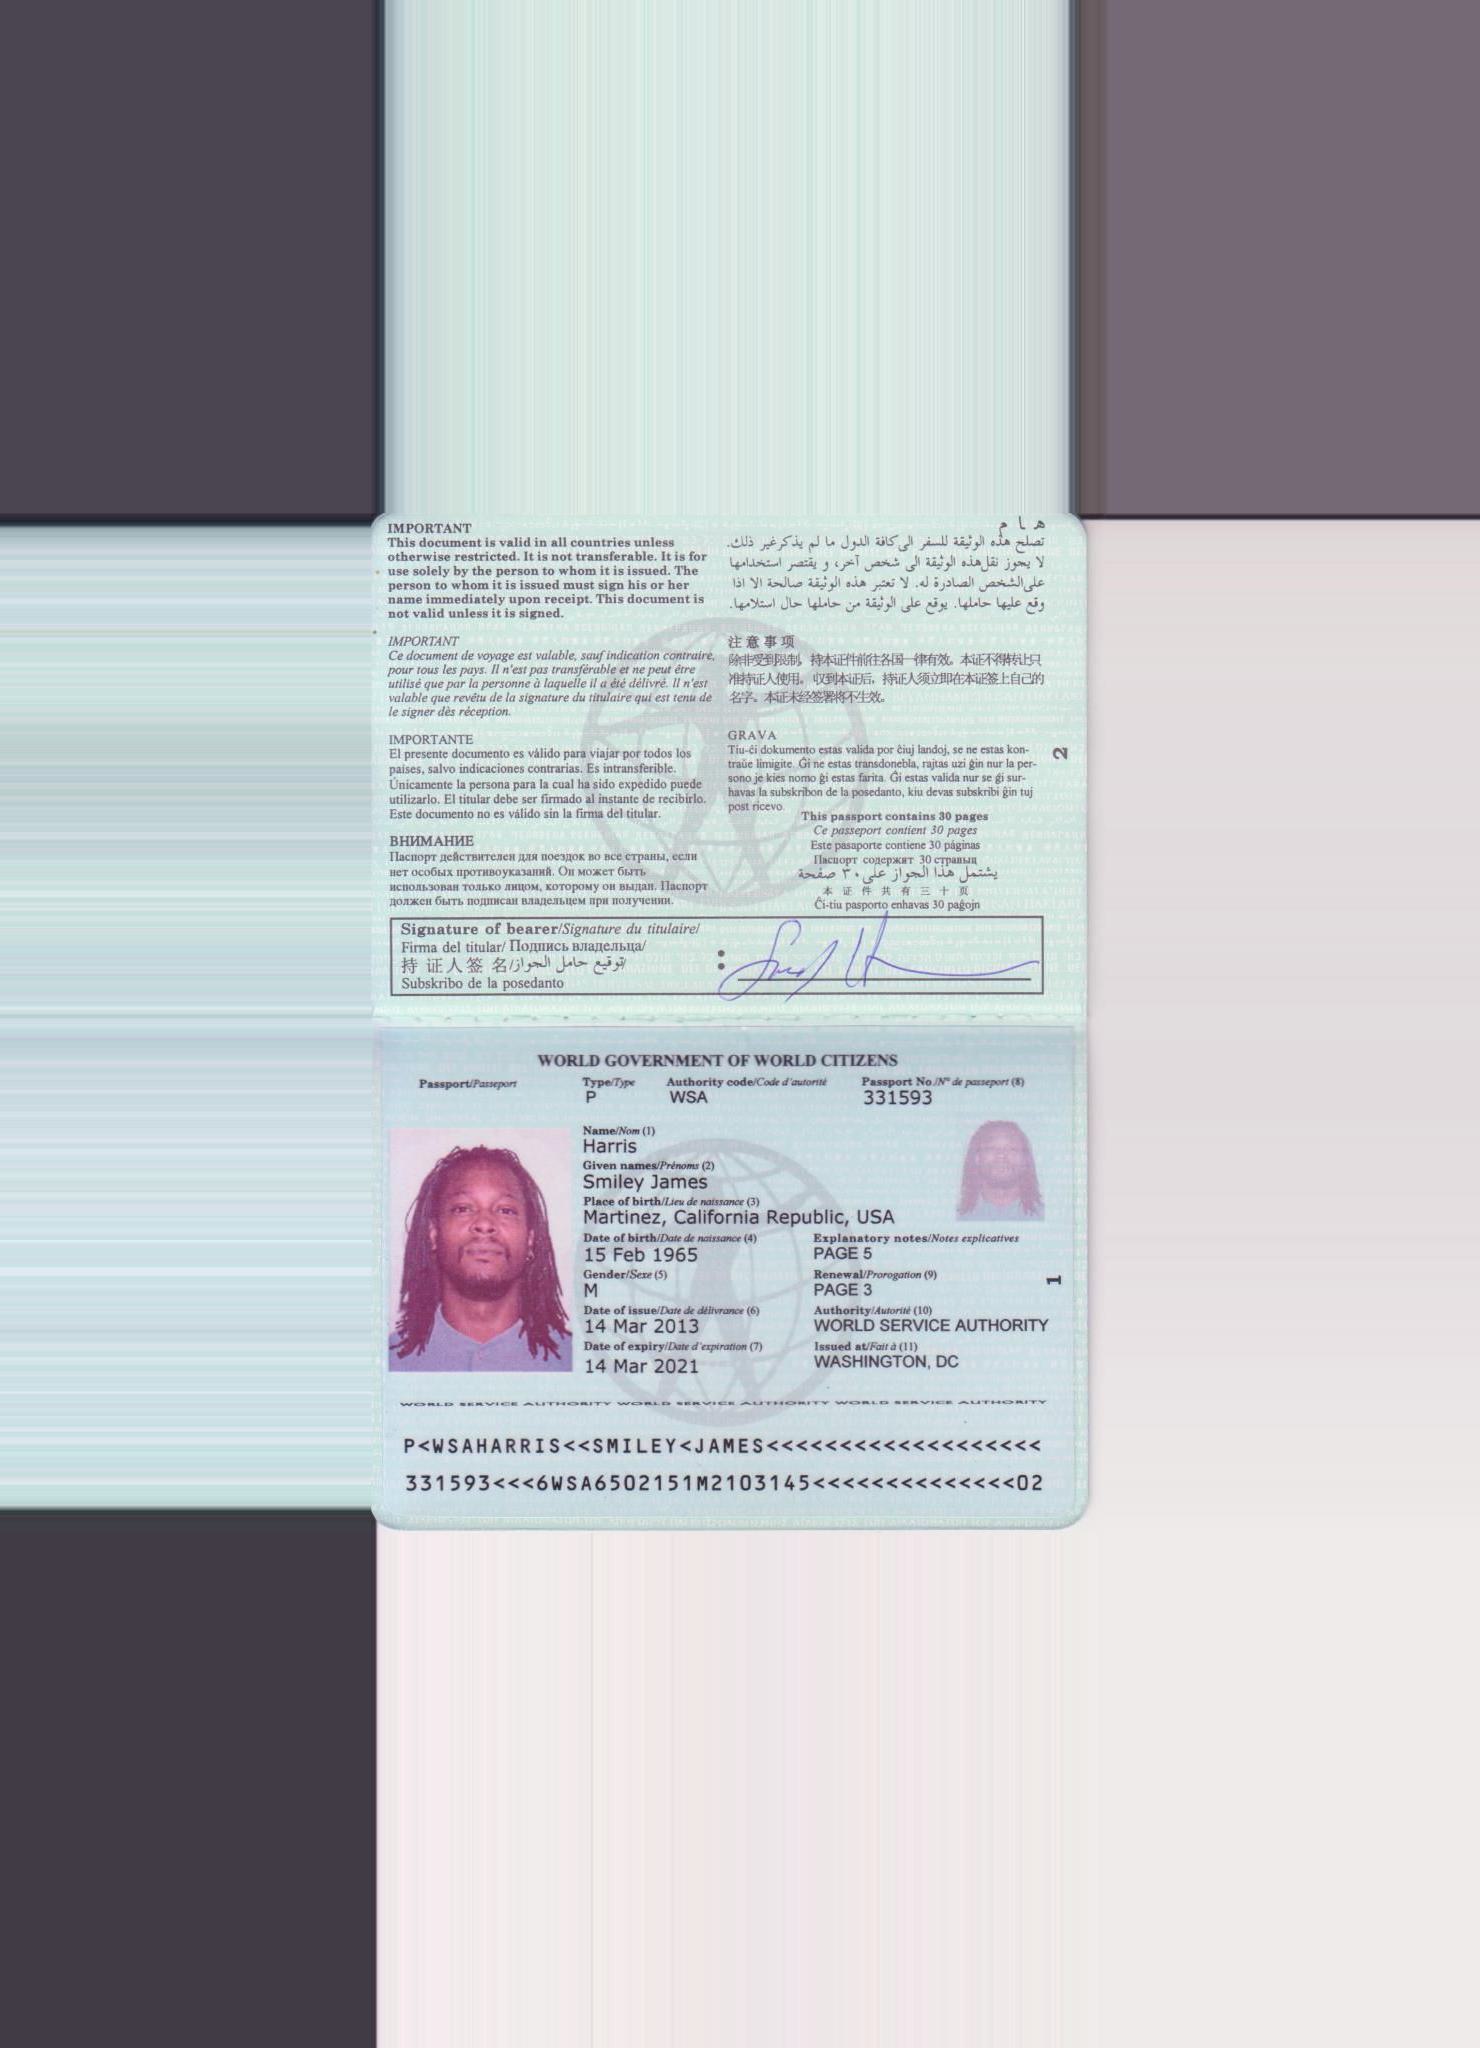 IMPORTANT
This document is valid in all countries unless
otherwise restricted. It is not transferable. It is for
use solely by the person to whom it is issued. The
person to whom it is issued must sign his or her
name immediately upon receipt. This document is
not valid unless it is signed.
IMPORTANT
Ce document de voyage est valable, sauf indication contraire,
pour tous les pays. Il n'est pas transférable et ne peut être
utilisé que par la personne à laquelle il a été délivré. Il n'est
valable que revêtu de la signature du titulaire qui est tenu de
le signer dès réception.
IMPORTANTE
El presente documento es válido para viajar por todos los
países, salvo indicaciones contrarias. Es intransferible.
Únicamente la persona para la cual ha sido expedido puede
utilizarlo. El titular debe ser firmado al instante de recibirlo.
Este documento no es válido sin la firma del titular.
ВНИМАНИЕ
Паспорт действителен для поездок во все страны, если
нет особых противоуказаний. Он может быть
использован только лицом, которому он выдан. Паспорт
должен быть подписан владельцем при получении.
هـ ا م
تصلح هذه الوثيقة للسفر الى كافة الدول ما لم يذكر غير ذلك.
لا يجوز نقل هذه الوثيقة الى شخص آخر، و يقتصر استخدامها
على الشخص الصادرة له. لا تعتبر هذه الوثيقة صالحة الا اذا
وقع عليها حاملها. يوقع على الوثيقة من حاملها حال استلامها.
注意事项
除非受到限制, 持本证件前往各国一律有效。本证不得转让只
准持证人使用。收到本证后, 持证人须立即在本证签上自己的
名字。本证未经签署将不生效。
GRAVA
Tiu-ĉi dokumento estas valida por ĉiuj landoj, se ne estas kon-
traŭe limigite. Ĝi ne estas transdonebla, rajtas uzi ĝin nur la per-
sono je kies nomo ĝi estas farita. Ĝi estas valida nur se ĝi sur-
havas la subskribon de la posedanto, kiu devas subskribi ĝin tuj
post ricevo.
This passport contains 30 pages
Ce passeport contient 30 pages
Este pasaporte contiene 30 páginas
Паспорт содержит 30 страниц
يشتمل هذا الجواز على ٣٠ صفحة
本证件共有三十页
Ĉi-tiu pasporto enhavas 30 paĝojn
2
Signature of bearer/Signature du titulaire/
Firma del titular/ Подпись владельца/
持 证 人 签 名/توقيع حامل الجواز/
Subskribo de la posedanto
:
WORLD GOVERNMENT OF WORLD CITIZENS
Passport/Passeport Type/Type Authority code/Code d'autorité Passport No./N° de passeport (8)
P WSA 331593
Name/Nom (1)
Harris
Given names/Prénoms (2)
Smiley James
Place of birth/Lieu de naissance (3)
Martinez, California Republic, USA
Date of birth/Date de naissance (4) Explanatory notes/Notes explicatives
15 Feb 1965 PAGE 5
Gender/Sexe (5) Renewal/Prorogation (9)
M PAGE 3
1
Date of issue/Date de délivrance (6) Authority/Autorité (10)
14 Mar 2013 WORLD SERVICE AUTHORITY
Date of expiry/Date d'expiration (7) Issued at/Fait à (11)
14 Mar 2021 WASHINGTON, DC
WORLD SERVICE AUTHORITY WORLD SERVICE AUTHORITY WORLD SERVICE AUTHORITY
P<WSAHARRIS<<SMILEY<JAMES<<<<<<<<<<<<<<<<<<<
331593<<<6WSA6502151M2103145<<<<<<<<<<<<<<02